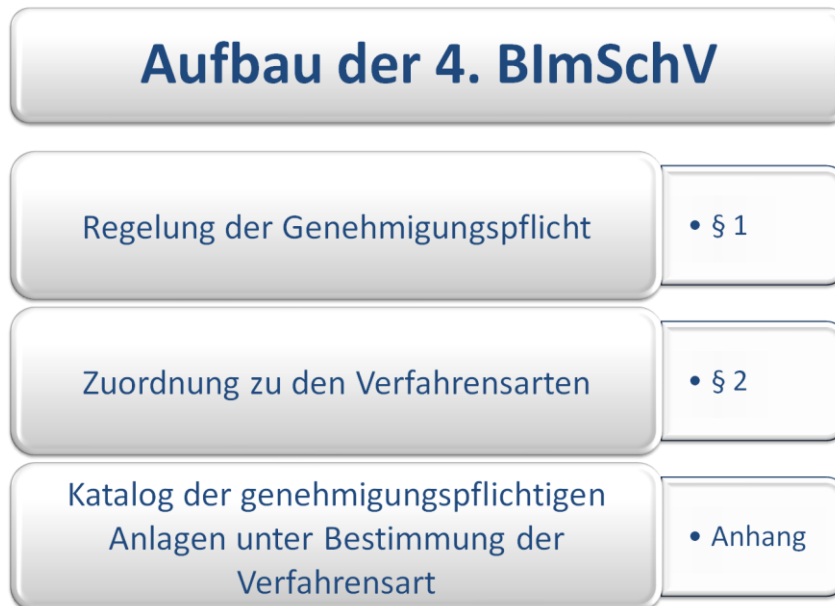 Aufbau der 4. BImSchV
Regelung der Genehmigungspflicht
• § 1
Zuordnung zu den Verfahrensarten
• § 2
Katalog der genehmigungspflichtigen
Anlagen unter Bestimmung der
Verfahrensart
• Anhang